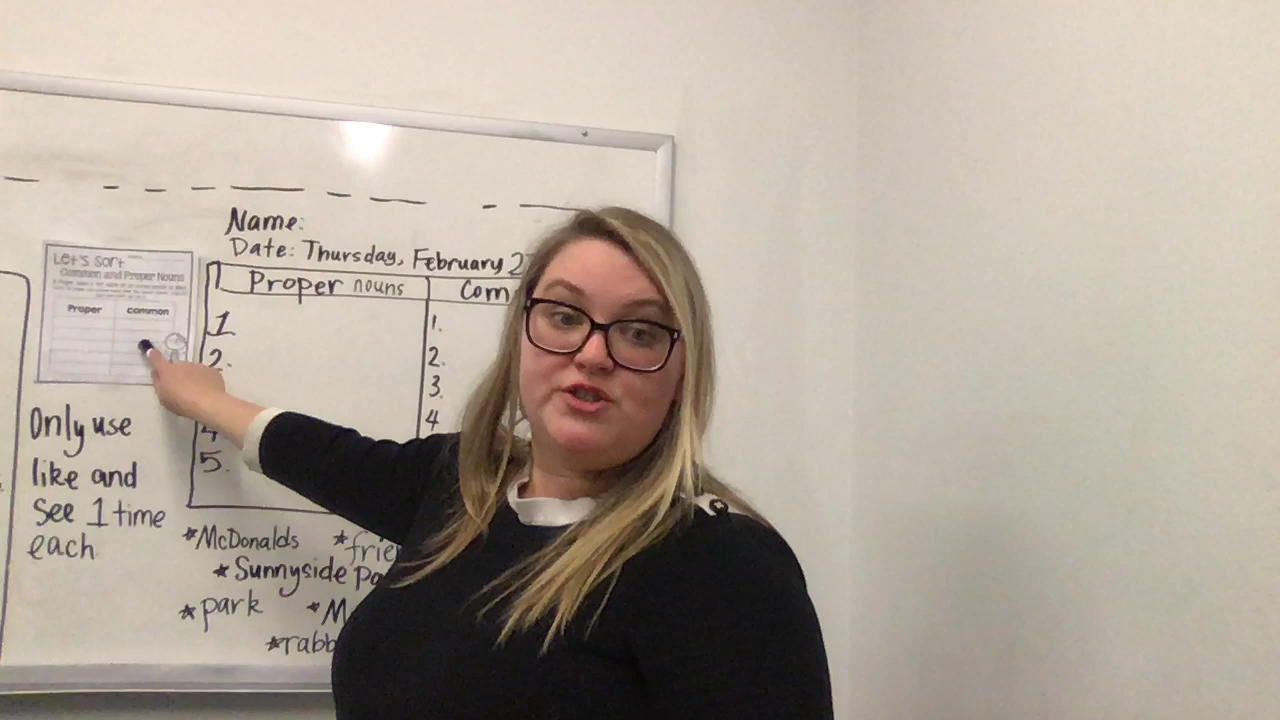 Name:
Date: Thursday, February 2
Let's sort
Common and Proper Nouns
Proper common
Proper nouns Com
1 1.
2. 2.
3.
4 4
5.
Only use
like and
see 1 time
each.
*McDonalds *frie
*Sunnyside Pa
*park *M
*rabb